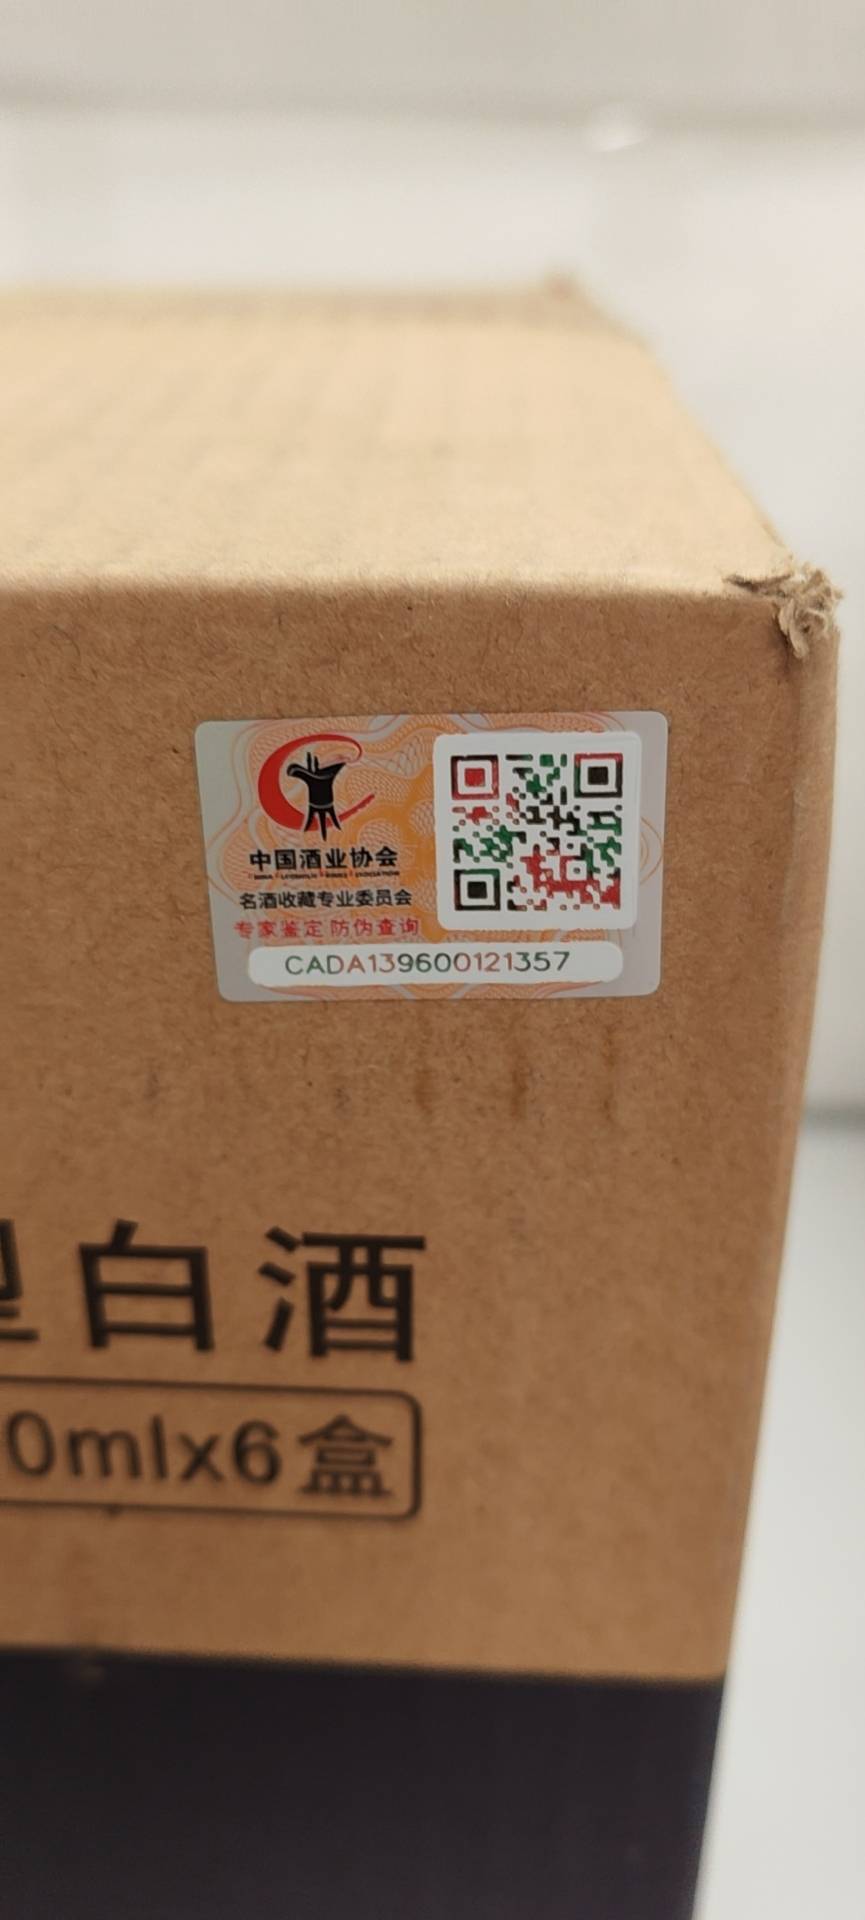 中国酒业协会
名酒收藏专业委员会
专家鉴定 防伪查询
CADA139600121357
型白酒
0mlx6盒